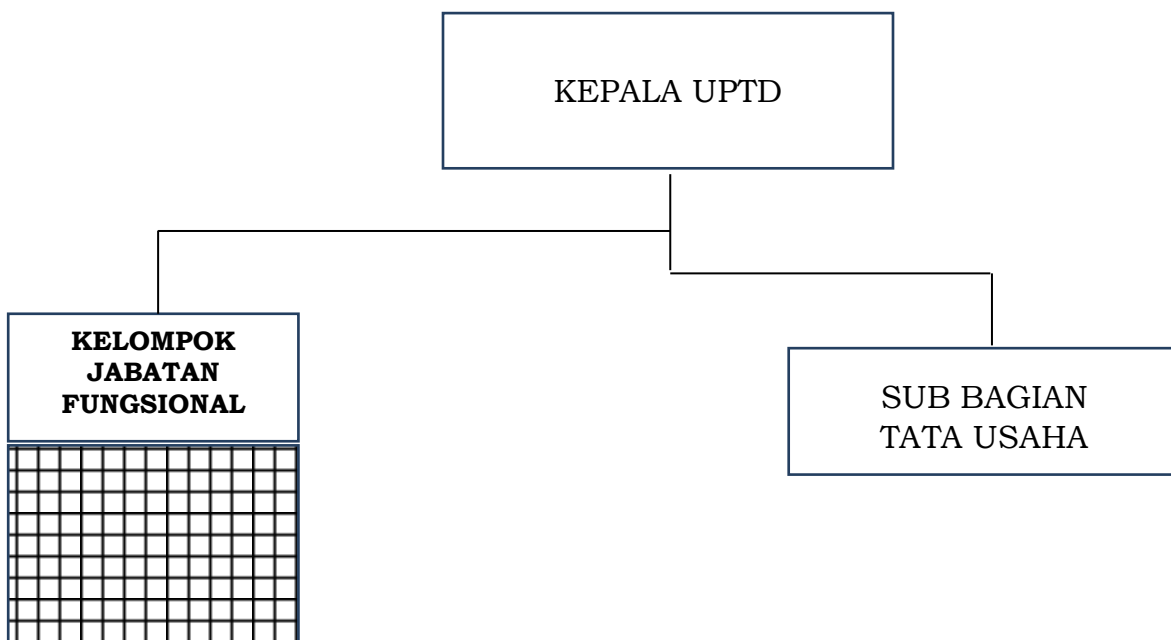 KEPALA UPTD
KELOMPOK
JABATAN
FUNGSIONAL
SUB BAGIAN
TATA USAHA